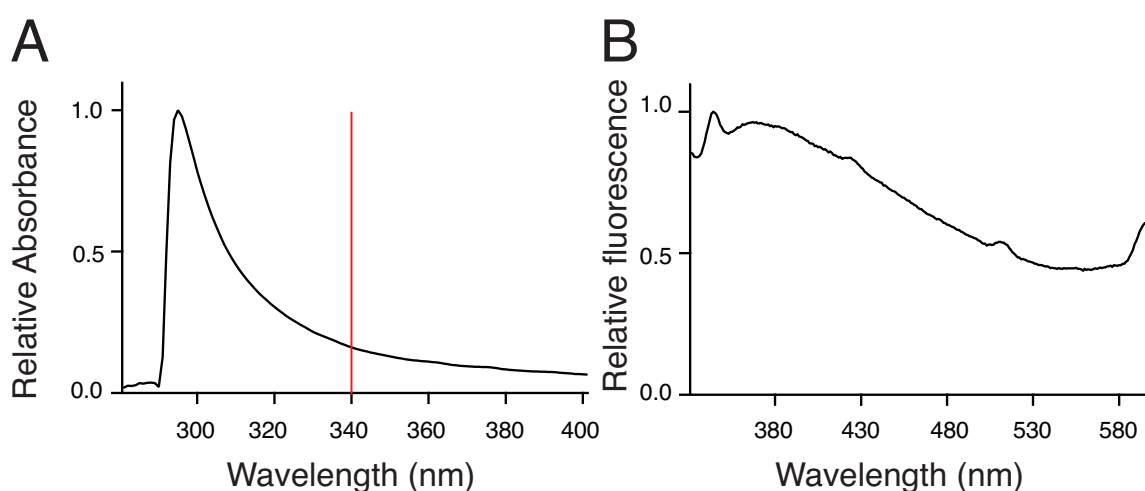 A
B
Relative Absorbance
1.0
0.5
0.0
300 320 340 360 380 400
Wavelength (nm)
Relative fluorescence
1.0
0.5
0.0
380 430 480 530 580
Wavelength (nm)